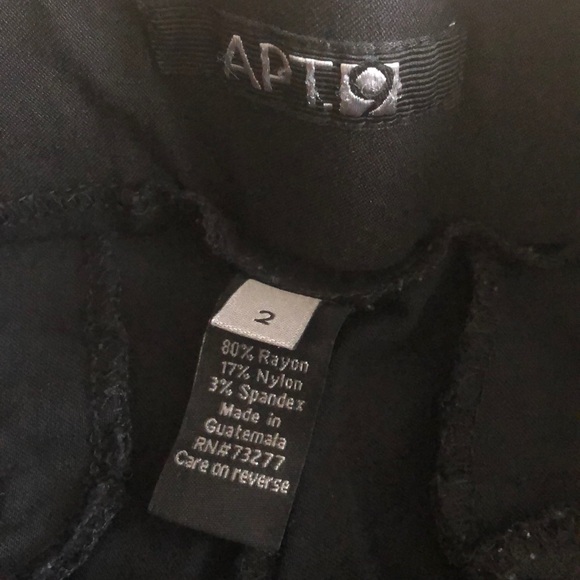 APT.9
2
80% Rayon
17% Nylon
3% Spandex
Made in
Guatemala
RN#73277
Care on reverse